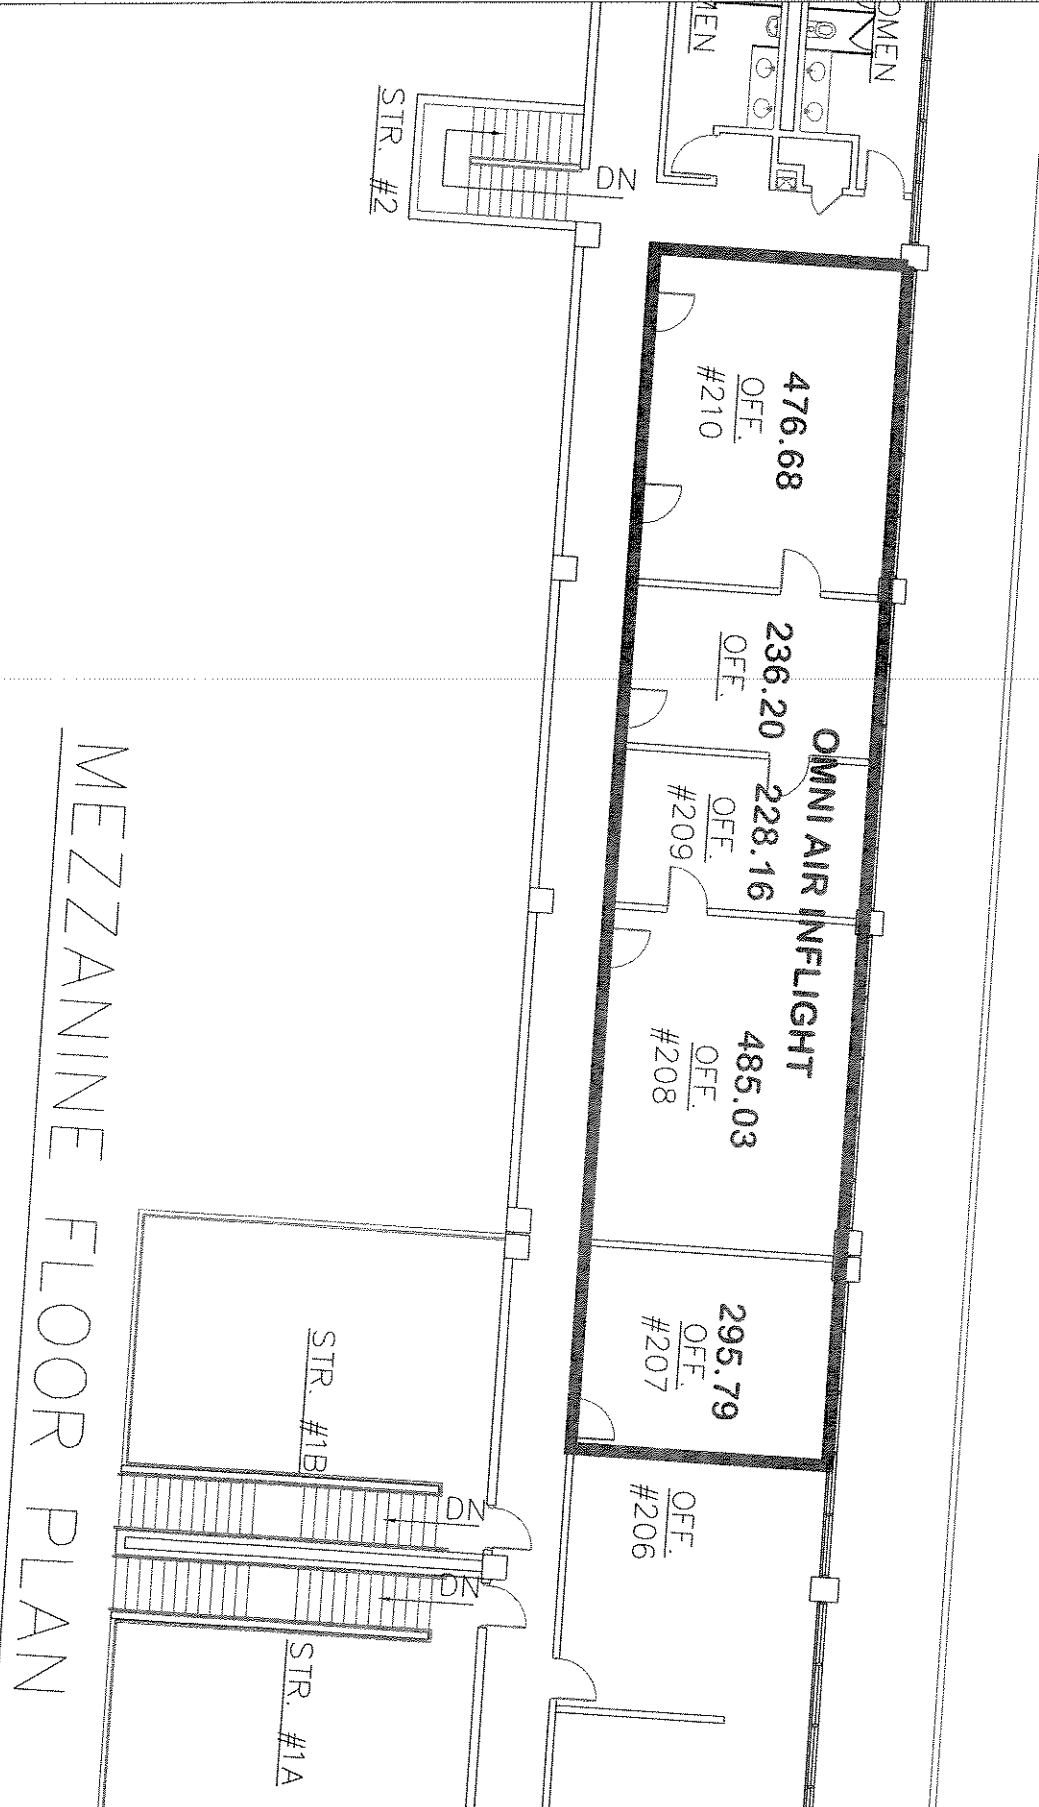 OMEN
MEN
STR. #2
DN
476.68
OFF.
#210
236.20
OFF.
OMNI AIR INFLIGHT
228.16
OFF.
#209
485.03
OFF.
#208
295.79
OFF.
#207
OFF.
#206
STR. #1B
DN
DN
STR. #1A
MEZZANINE FLOOR PLAN